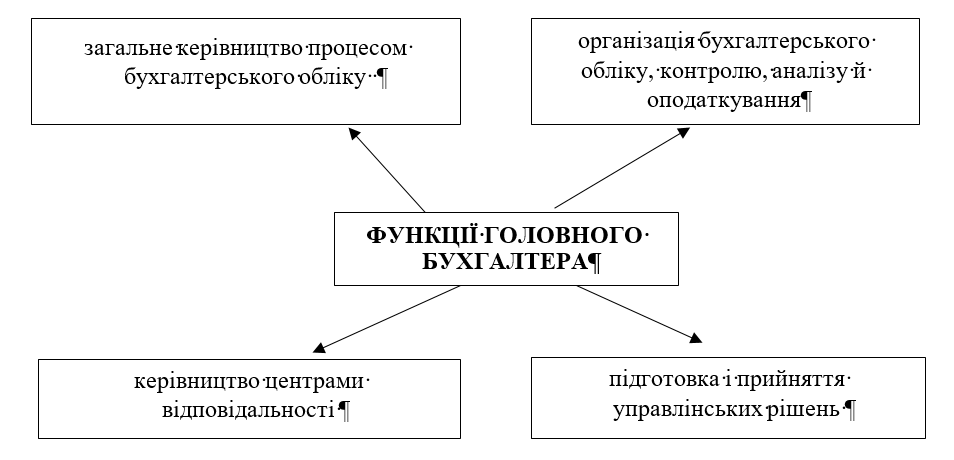 загальне керівництво процесом
бухгалтерського обліку ¶
організація бухгалтерського
обліку, контролю, аналізу й
оподаткування¶
ФУНКЦІЇ ГОЛОВНОГО
БУХГАЛТЕРА¶
керівництво центрами
відповідальності ¶
підготовка і прийняття
управлінських рішень ¶